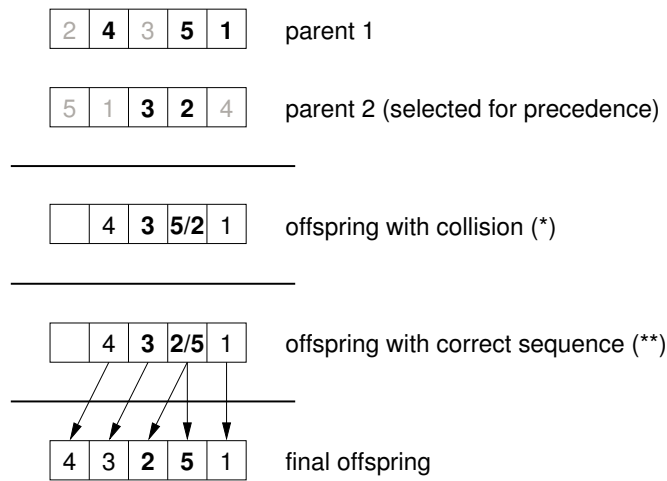 2 4 3 5 1 parent 1
5 1 3 2 4 parent 2 (selected for precedence)
4 3 5/2 1 offspring with collision (*)
4 3 2/5 1 offspring with correct sequence (**)
4 3 2 5 1 final offspring